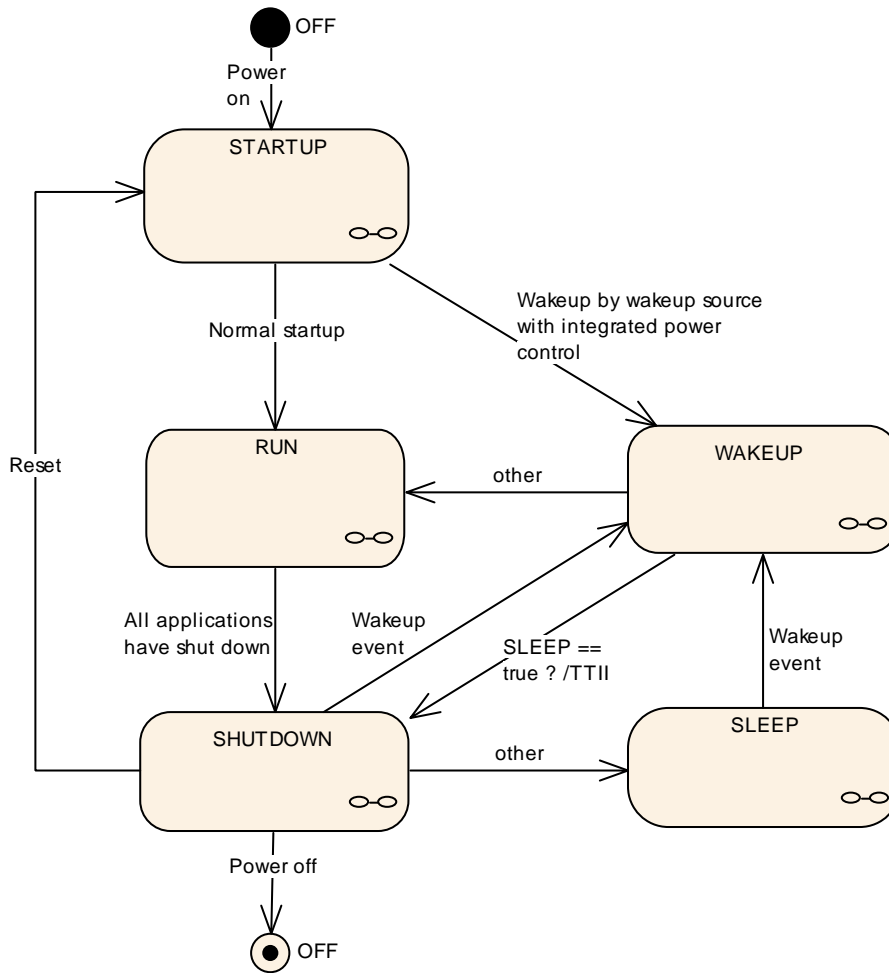 OFF
Power
on
STARTUP
Wakeup by wakeup source
with integrated power
control
Normal startup
RUN
WAKEUP
Reset
other
All applications
have shut down
Wakeup
event
SLEEP ==
true ? /TTII
Wakeup
event
SHUTDOWN
SLEEP
other
Power off
OFF